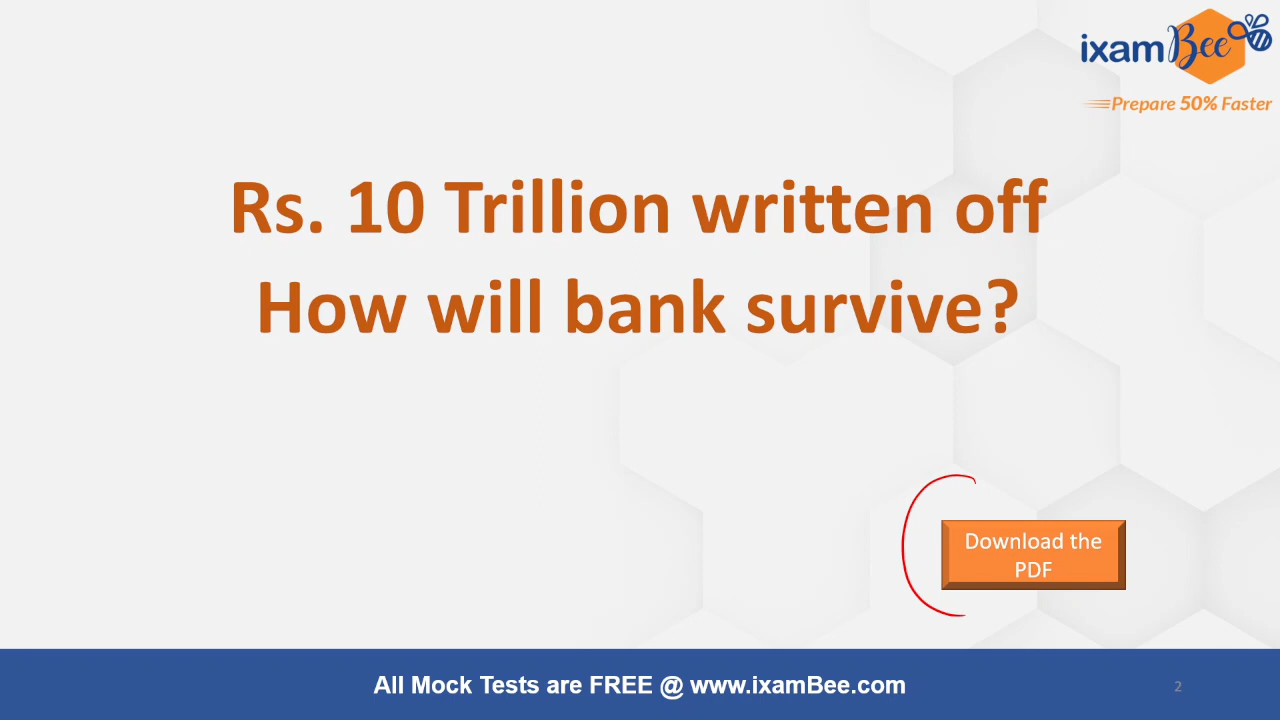 ixamBee
Prepare 50% Faster
Rs. 10 Trillion written off
How will bank survive?
Download the
PDF
All Mock Tests are FREE @ www.ixamBee.com
2